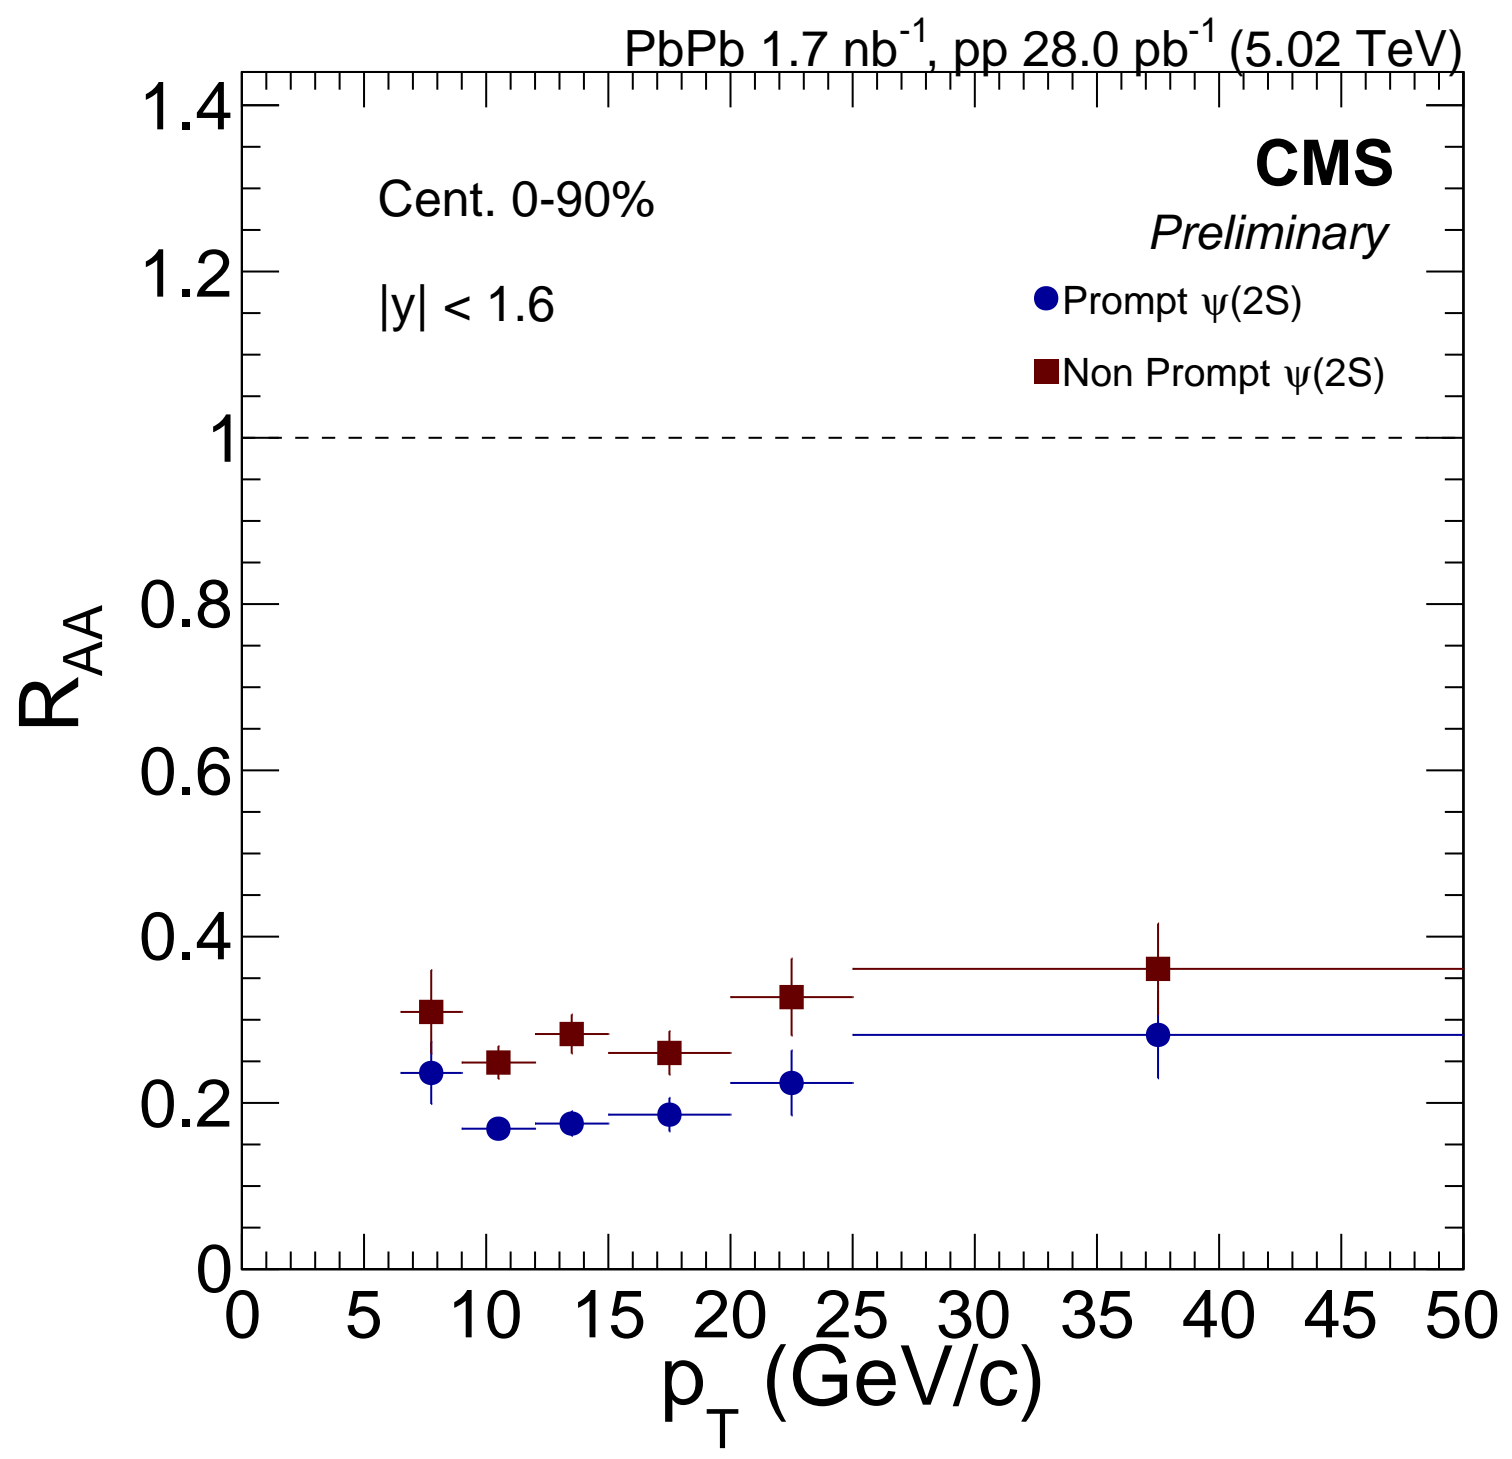 PbPb 1.7 nb⁻¹, pp 28.0 pb⁻¹ (5.02 TeV)
CMS
Preliminary
Cent. 0-90%
|y| < 1.6
Prompt ψ(2S)
Non Prompt ψ(2S)
R_AA
1.4
1.2
1
0.8
0.6
0.4
0.2
0
0 5 10 15 20 25 30 35 40 45 50
p_T (GeV/c)